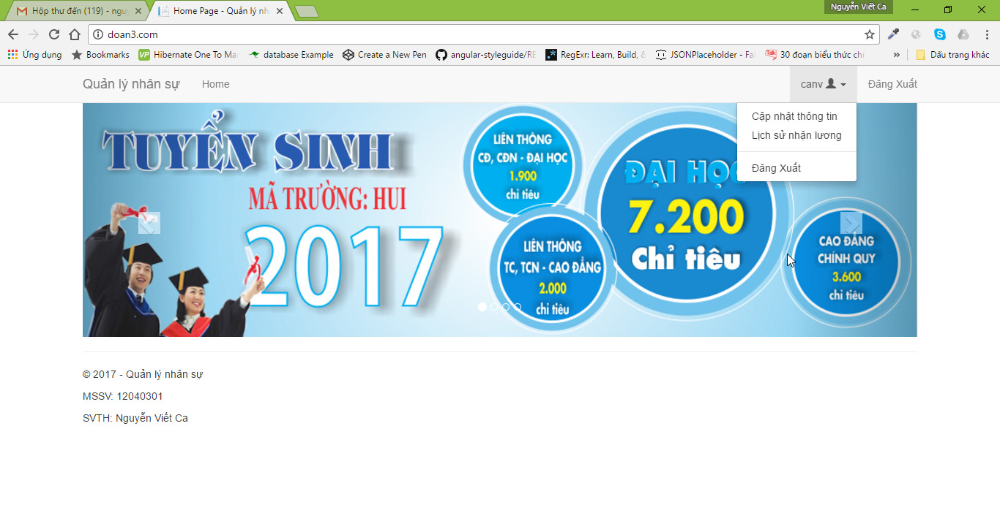 Hộp thư đến (119) - ngu
Home Page - Quản lý nh
Nguyễn Viết Ca
doan3.com
Ứng dụng
Bookmarks
Hibernate One To Ma
database Example
Create a New Pen
angular-styleguide/RE
RegExr: Learn, Build, &
JSONPlaceholder - Fa
30 đoạn biểu thức ch
»
Dấu trang khác
Quản lý nhân sự
Home
canv
Đăng Xuất
Cập nhật thông tin
Lịch sử nhận lương
Đăng Xuất
TUYỂN SINH
MÃ TRƯỜNG: HUI
2017
LIÊN THÔNG
CĐ, CĐN - ĐẠI HỌC
1.900
chỉ tiêu
LIÊN THÔNG
TC, TCN - CAO ĐẲNG
2.000
chỉ tiêu
ĐẠI HỌC
7.200
Chỉ tiêu
CAO ĐẲNG
CHÍNH QUY
3.600
chỉ tiêu
© 2017 - Quản lý nhân sự
MSSV: 12040301
SVTH: Nguyễn Viết Ca